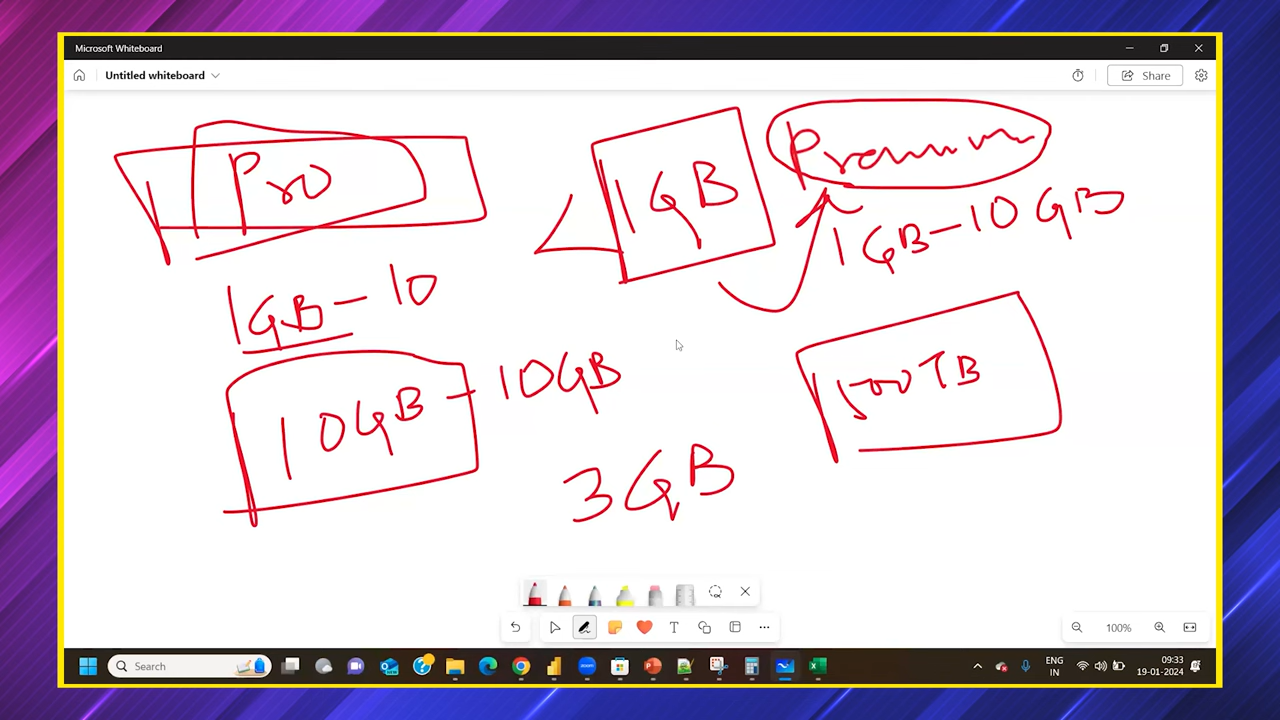 Microsoft Whiteboard
Untitled whiteboard
Share
Pro
1GB
Premium
1GB-10GB
1GB-10
10GB - 10GB
500TB
3GB
100%
Search
ENG
IN
09:33
19-01-2024